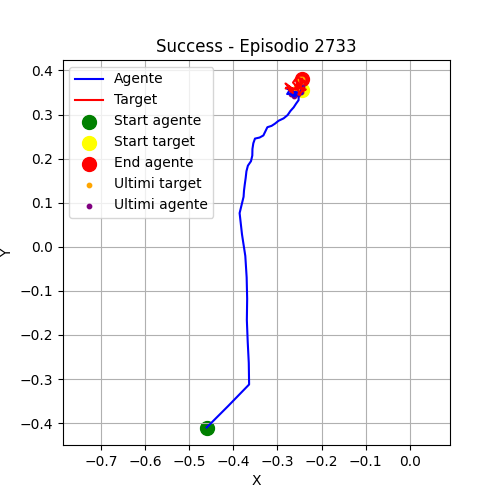 Success - Episodio 2733
Agente
Target
Start agente
Start target
End agente
Ultimi target
Ultimi agente
0.4
0.3
0.2
0.1
0.0
−0.1
−0.2
−0.3
−0.4
Y
−0.7 −0.6 −0.5 −0.4 −0.3 −0.2 −0.1 0.0
X